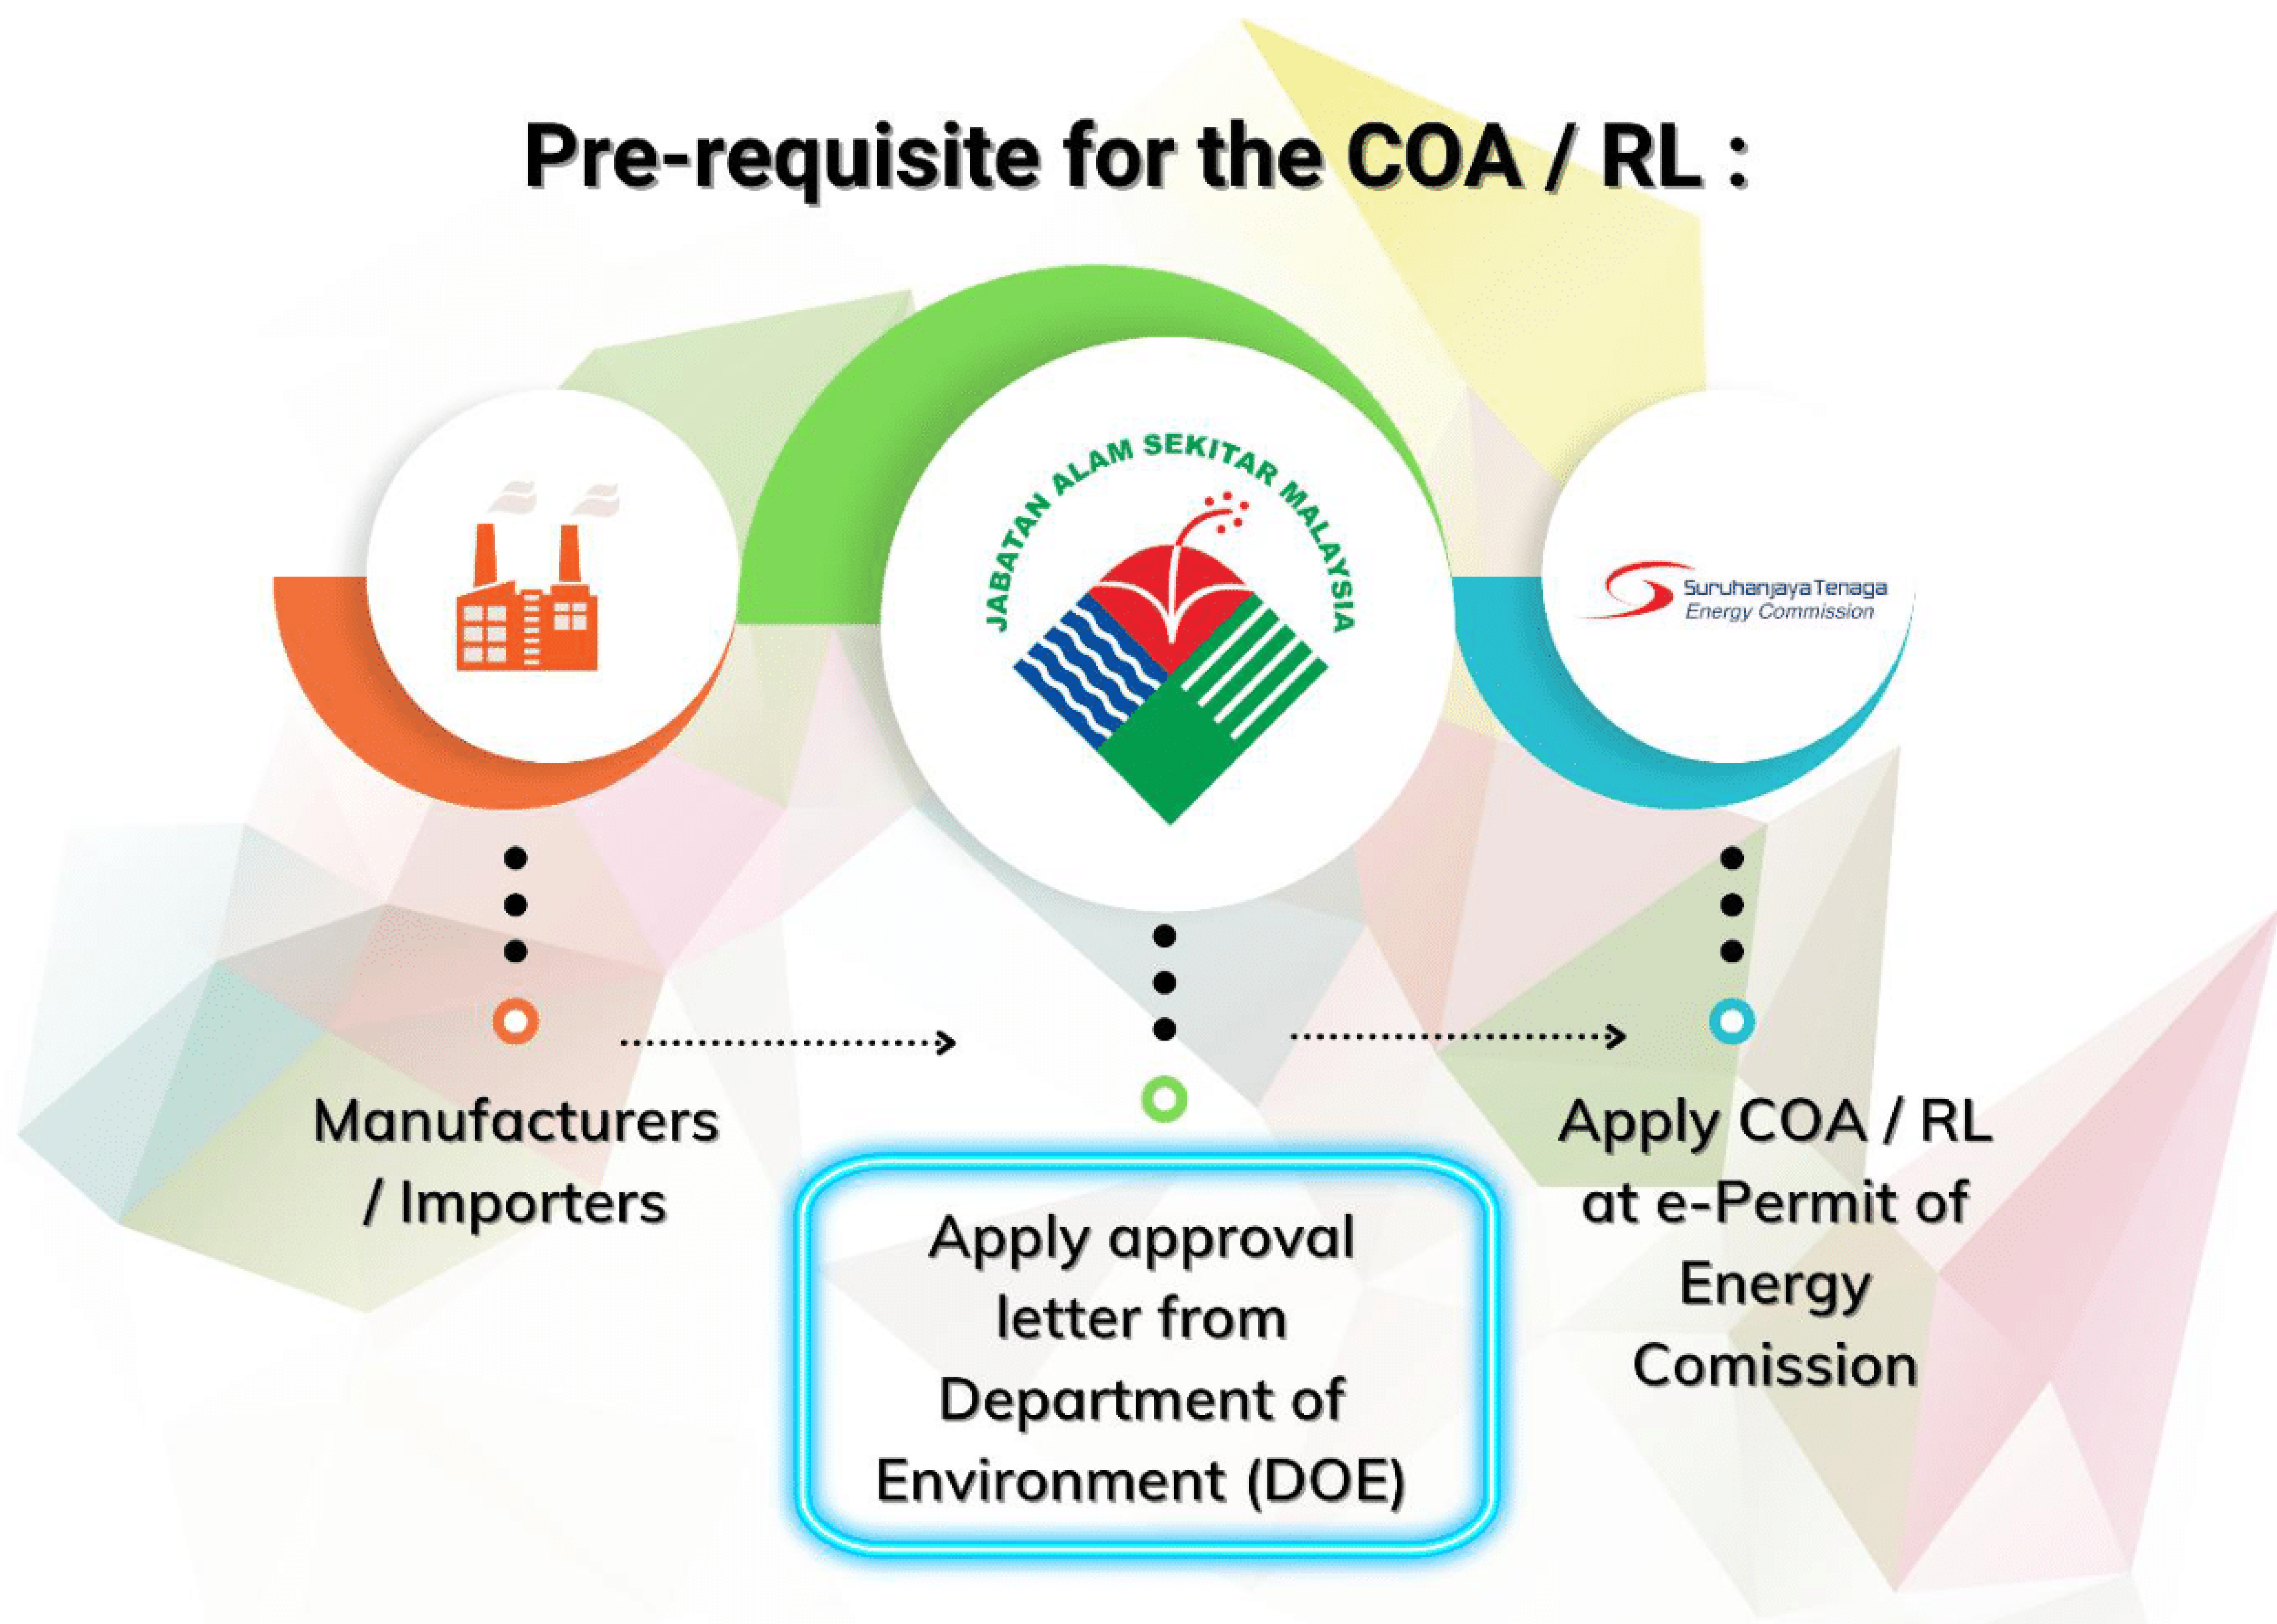 Pre-requisite for the COA / RL :
JABATAN ALAM SEKITAR MALAYSIA
Suruhanjaya Tenaga
Energy Commission
Manufacturers
/ Importers
Apply approval
letter from
Department of
Environment (DOE)
Apply COA / RL
at e-Permit of
Energy
Comission